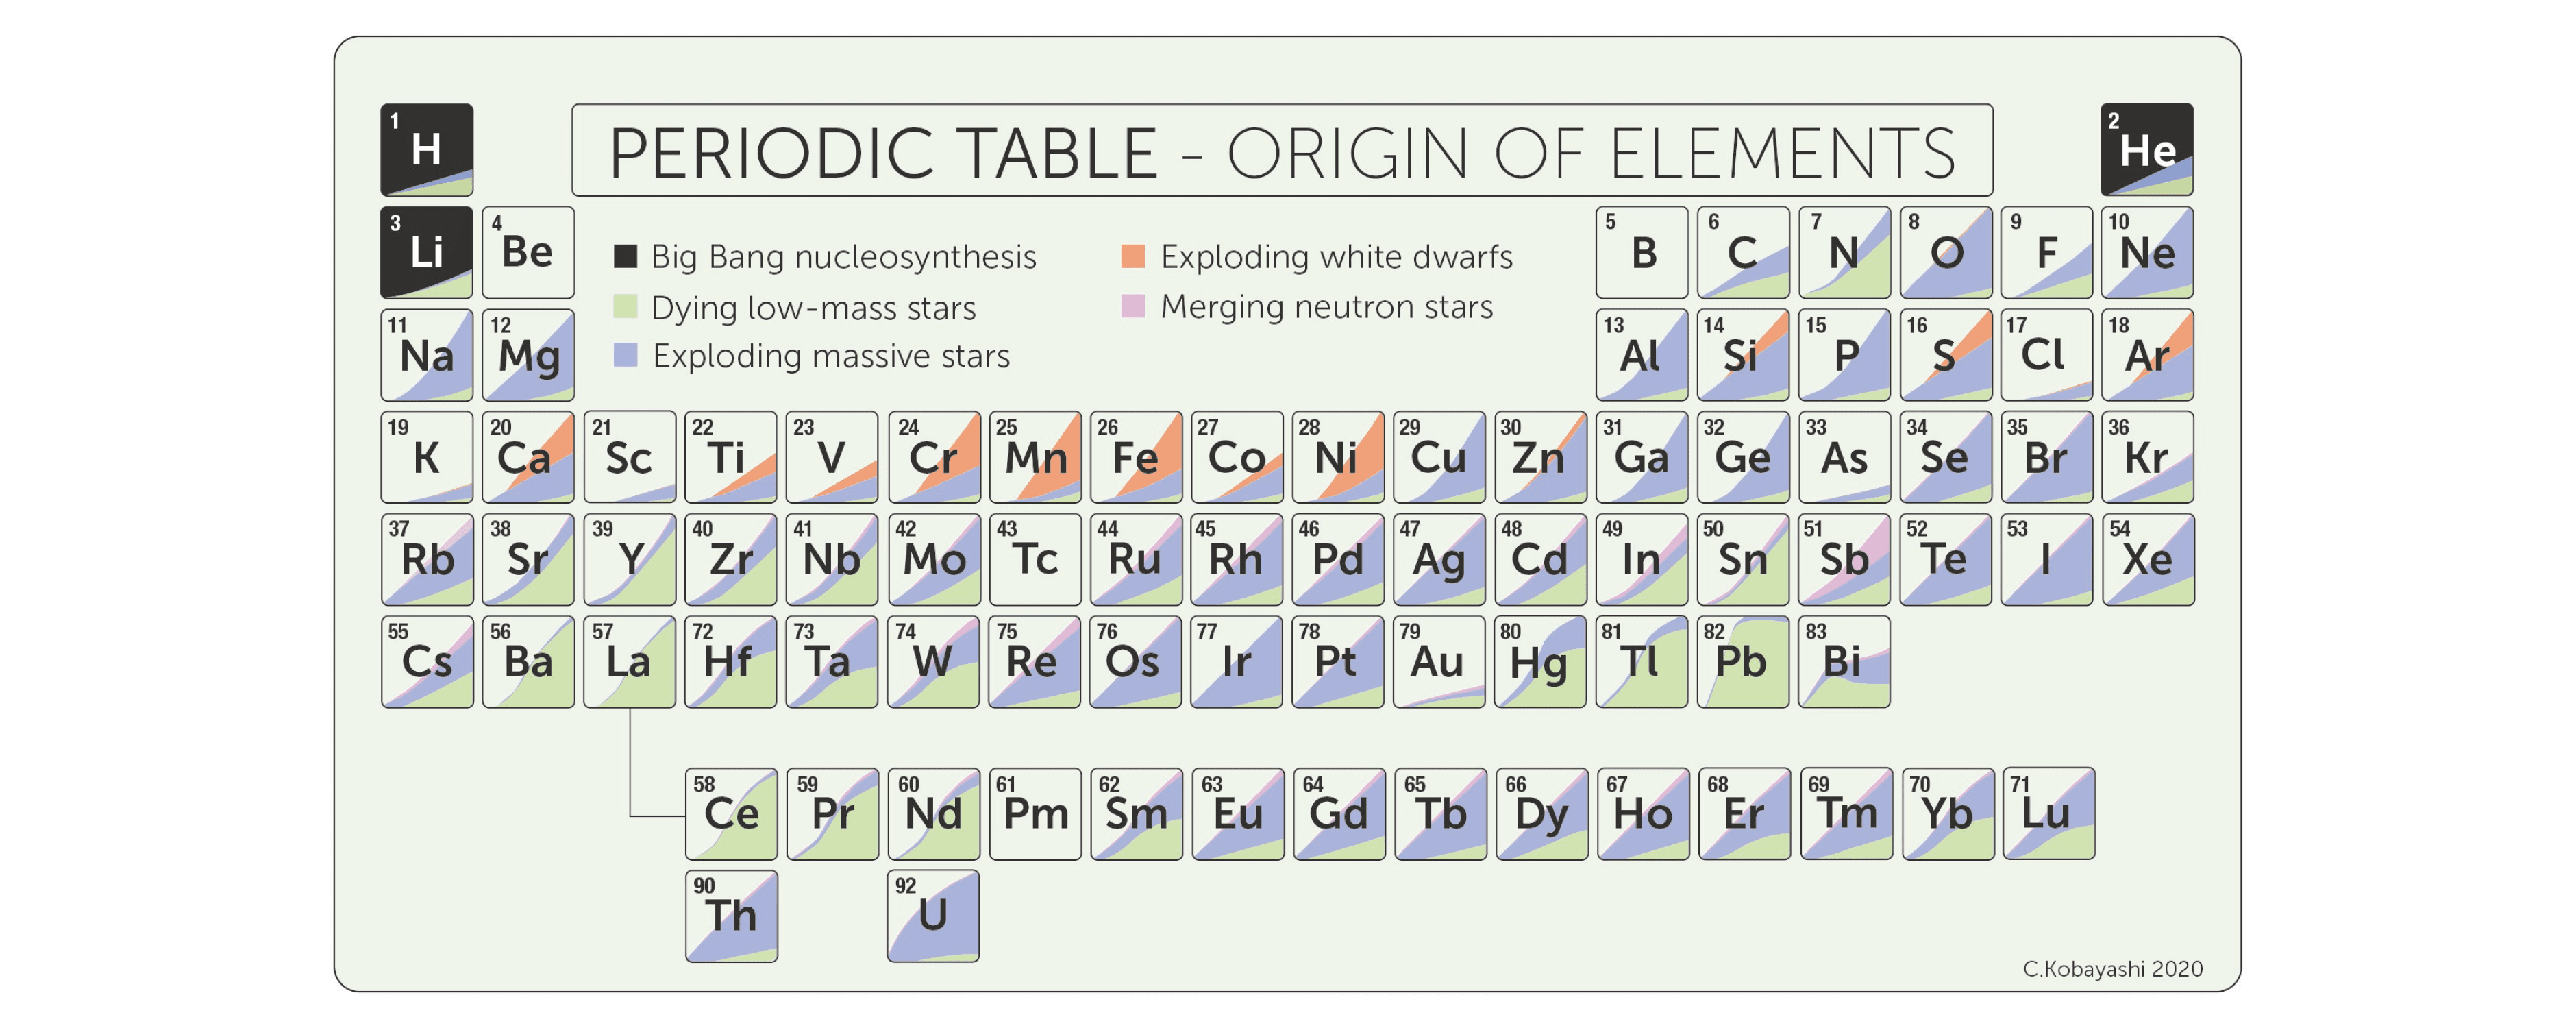 PERIODIC TABLE - ORIGIN OF ELEMENTS
1 H
2 He
3 Li
4 Be
Big Bang nucleosynthesis
Exploding white dwarfs
Dying low-mass stars
Merging neutron stars
Exploding massive stars
5 B
6 C
7 N
8 O
9 F
10 Ne
11 Na
12 Mg
13 Al
14 Si
15 P
16 S
17 Cl
18 Ar
19 K
20 Ca
21 Sc
22 Ti
23 V
24 Cr
25 Mn
26 Fe
27 Co
28 Ni
29 Cu
30 Zn
31 Ga
32 Ge
33 As
34 Se
35 Br
36 Kr
37 Rb
38 Sr
39 Y
40 Zr
41 Nb
42 Mo
43 Tc
44 Ru
45 Rh
46 Pd
47 Ag
48 Cd
49 In
50 Sn
51 Sb
52 Te
53 I
54 Xe
55 Cs
56 Ba
57 La
72 Hf
73 Ta
74 W
75 Re
76 Os
77 Ir
78 Pt
79 Au
80 Hg
81 Tl
82 Pb
83 Bi
58 Ce
59 Pr
60 Nd
61 Pm
62 Sm
63 Eu
64 Gd
65 Tb
66 Dy
67 Ho
68 Er
69 Tm
70 Yb
71 Lu
90 Th
92 U
C.Kobayashi 2020